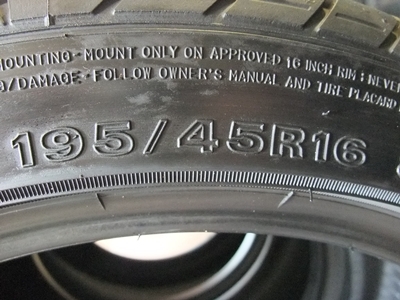 MOUNTING - MOUNT ONLY ON APPROVED 16 INCH RIM : NEVER
/DAMAGE - FOLLOW OWNER'S MANUAL AND TIRE PLACARD
195/45R16